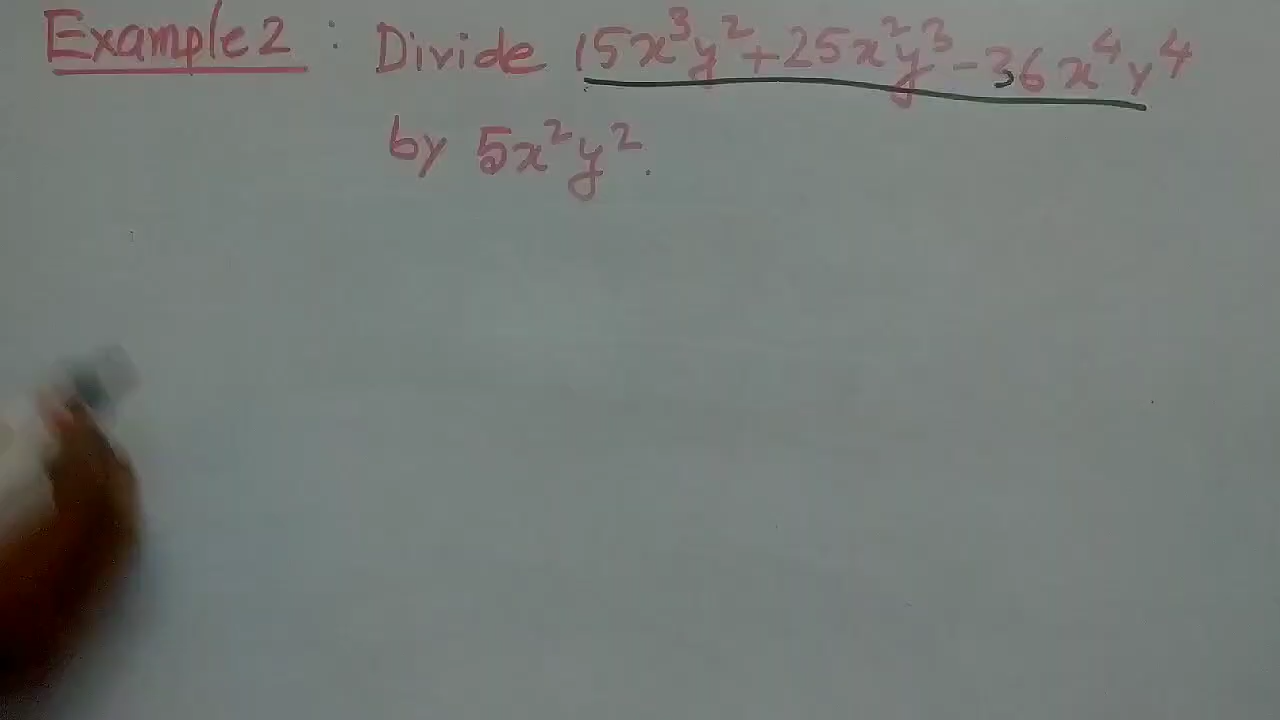 Example 2 : Divide 15x³y² + 25x²y³ - 36x⁴y⁴
by 5x²y².